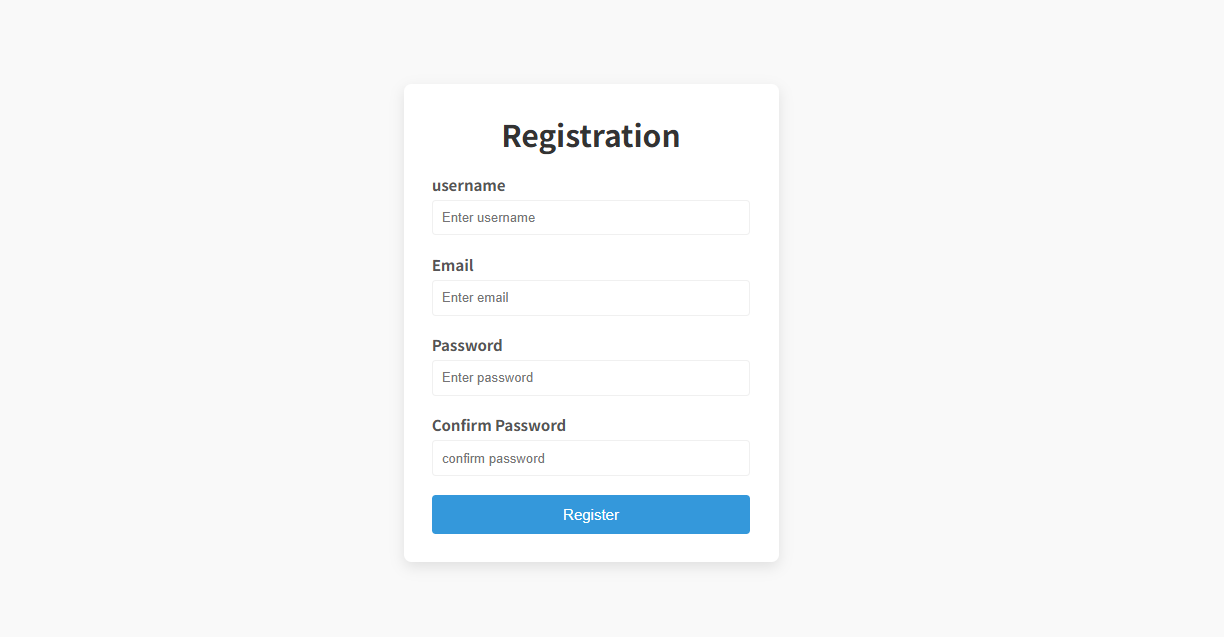 Registration
username
Enter username
Email
Enter email
Password
Enter password
Confirm Password
confirm password
Register